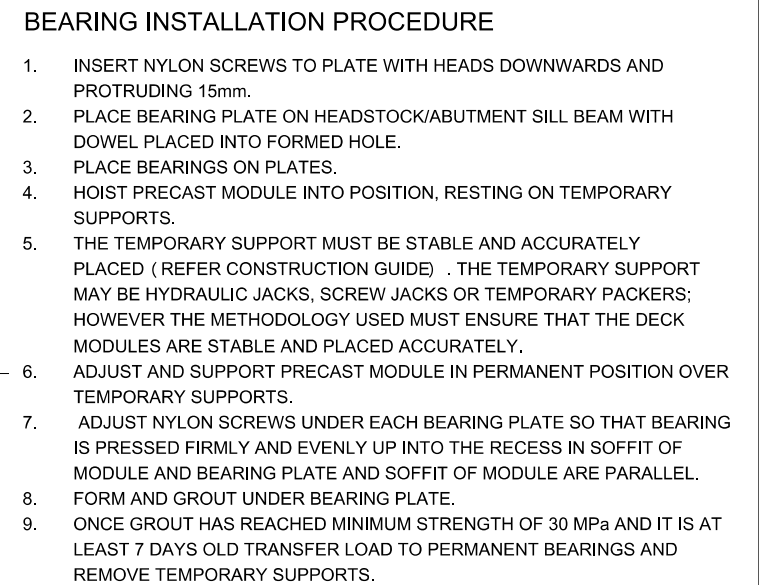 BEARING INSTALLATION PROCEDURE
1. INSERT NYLON SCREWS TO PLATE WITH HEADS DOWNWARDS AND
PROTRUDING 15mm.
2. PLACE BEARING PLATE ON HEADSTOCK/ABUTMENT SILL BEAM WITH
DOWEL PLACED INTO FORMED HOLE.
3. PLACE BEARINGS ON PLATES.
4. HOIST PRECAST MODULE INTO POSITION, RESTING ON TEMPORARY
SUPPORTS.
5. THE TEMPORARY SUPPORT MUST BE STABLE AND ACCURATELY
PLACED (REFER CONSTRUCTION GUIDE) . THE TEMPORARY SUPPORT
MAY BE HYDRAULIC JACKS, SCREW JACKS OR TEMPORARY PACKERS;
HOWEVER THE METHODOLOGY USED MUST ENSURE THAT THE DECK
MODULES ARE STABLE AND PLACED ACCURATELY.
6. ADJUST AND SUPPORT PRECAST MODULE IN PERMANENT POSITION OVER
TEMPORARY SUPPORTS.
7. ADJUST NYLON SCREWS UNDER EACH BEARING PLATE SO THAT BEARING
IS PRESSED FIRMLY AND EVENLY UP INTO THE RECESS IN SOFFIT OF
MODULE AND BEARING PLATE AND SOFFIT OF MODULE ARE PARALLEL.
8. FORM AND GROUT UNDER BEARING PLATE.
9. ONCE GROUT HAS REACHED MINIMUM STRENGTH OF 30 MPa AND IT IS AT
LEAST 7 DAYS OLD TRANSFER LOAD TO PERMANENT BEARINGS AND
REMOVE TEMPORARY SUPPORTS.